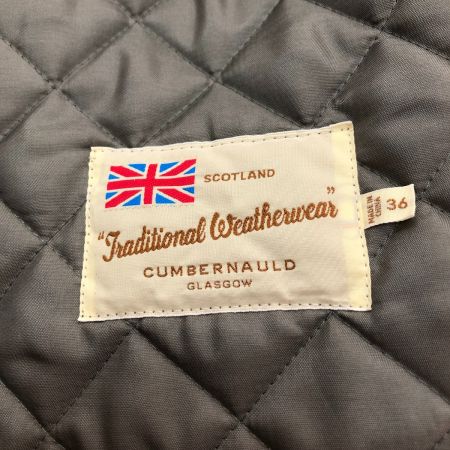 SCOTLAND
"Traditional Weatherwear"
CUMBERNAULD
GLASGOW
MADE IN
CHINA
36